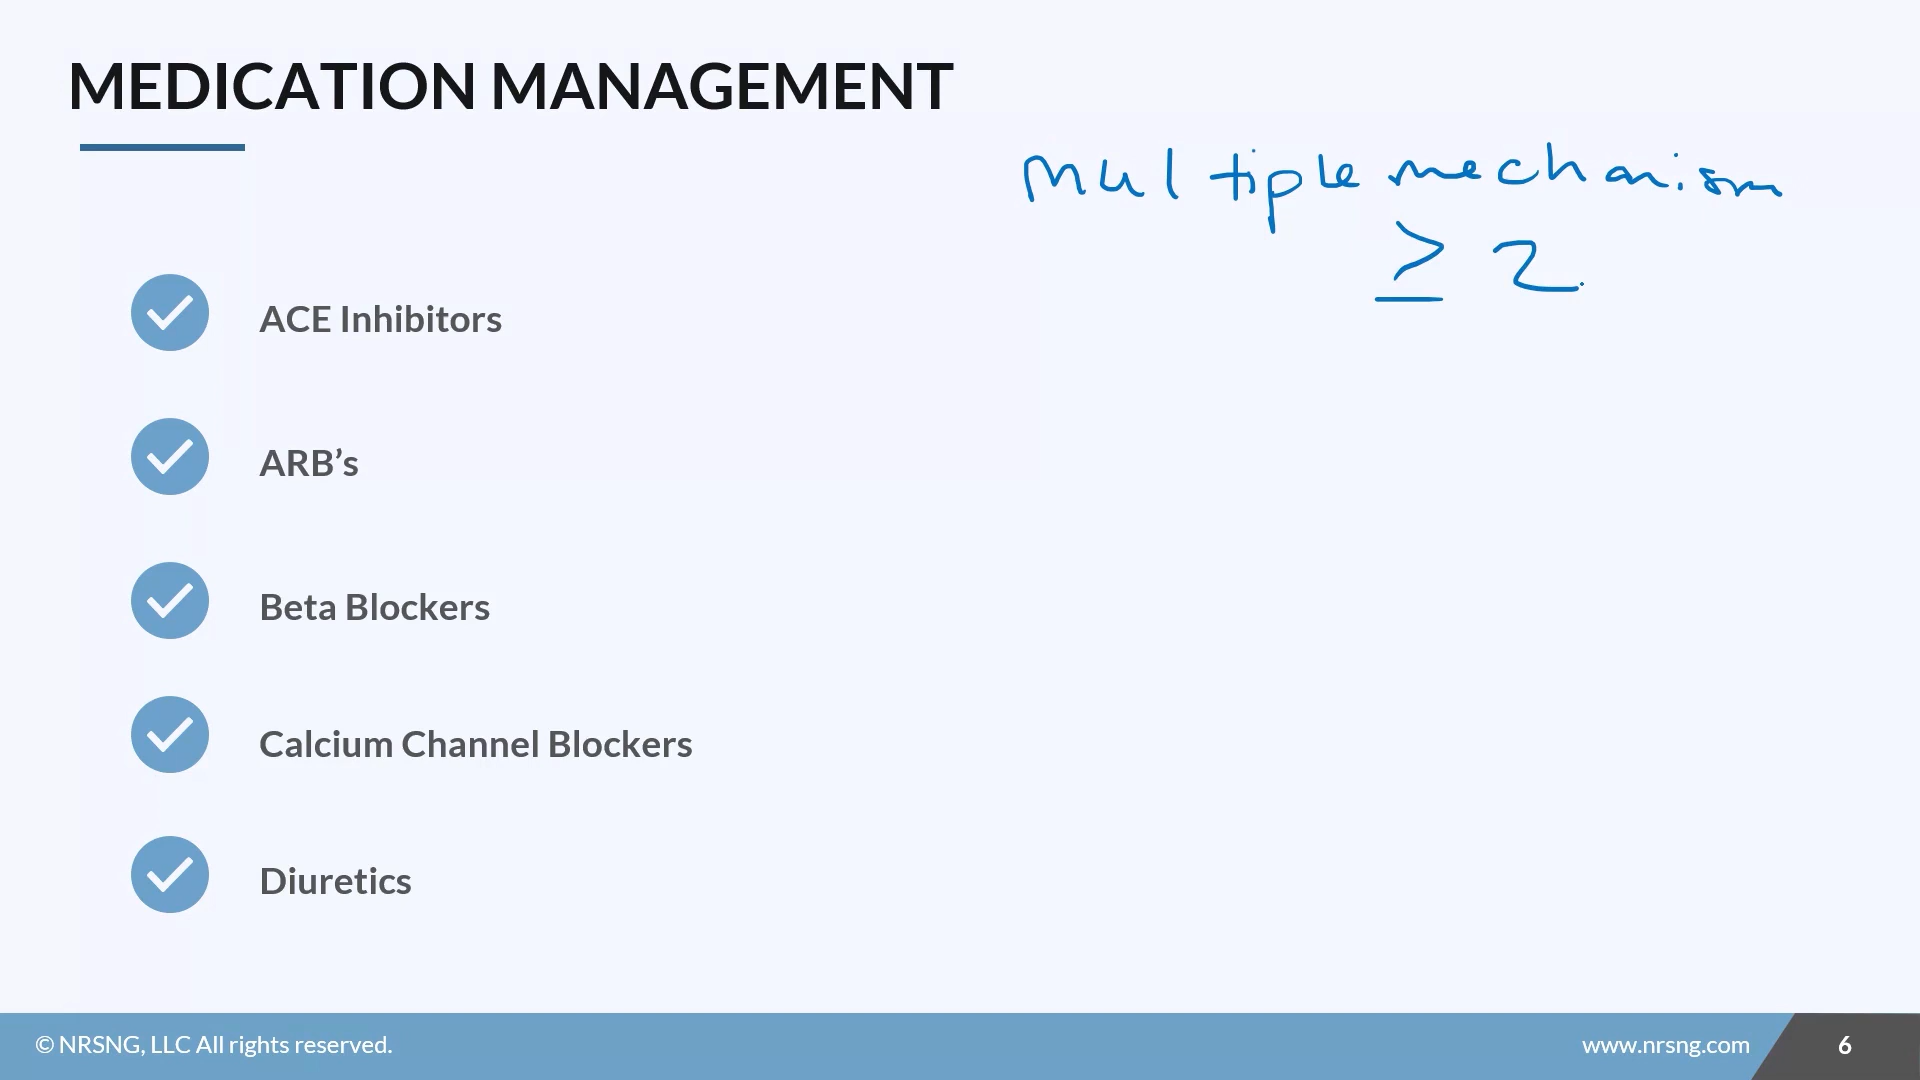 MEDICATION MANAGEMENT
Multiple mechanism
≥ 2
ACE Inhibitors
ARB’s
Beta Blockers
Calcium Channel Blockers
Diuretics
© NRSNG, LLC All rights reserved.
www.nrsng.com
6